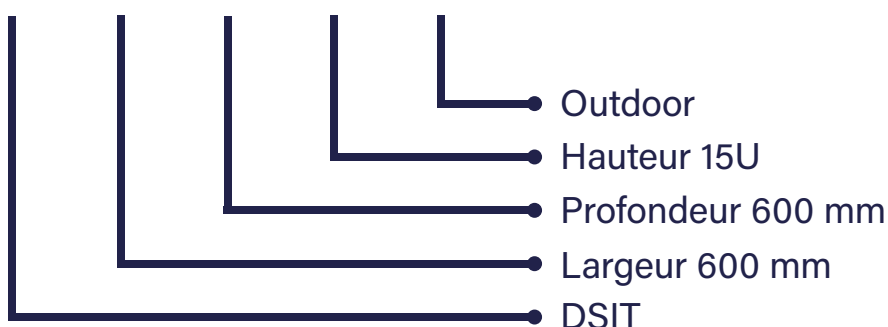 Outdoor
Hauteur 15U
Profondeur 600 mm
Largeur 600 mm
DSIT